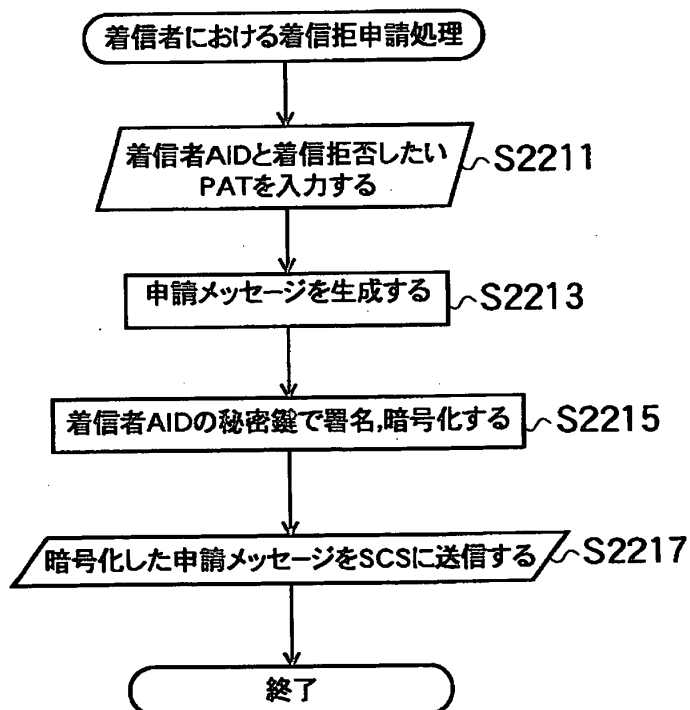 着信者における着信拒申請処理
着信者AIDと着信拒否したい
PATを入力する
S2211
申請メッセージを生成する
S2213
着信者AIDの秘密鍵で署名,暗号化する
S2215
暗号化した申請メッセージをSCSに送信する
S2217
終了